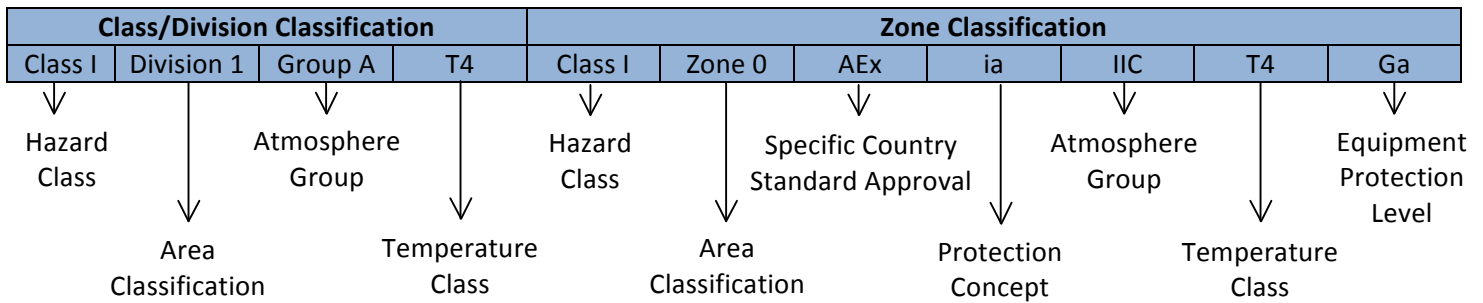 Class/Division Classification Zone Classification
Class I Division 1 Group A T4 Class I Zone 0 AEx ia IIC T4 Ga
Hazard Class
Atmosphere Group
Hazard Class
Specific Country Standard Approval
Atmosphere Group
Equipment Protection Level
Area Classification
Temperature Class
Area Classification
Protection Concept
Temperature Class